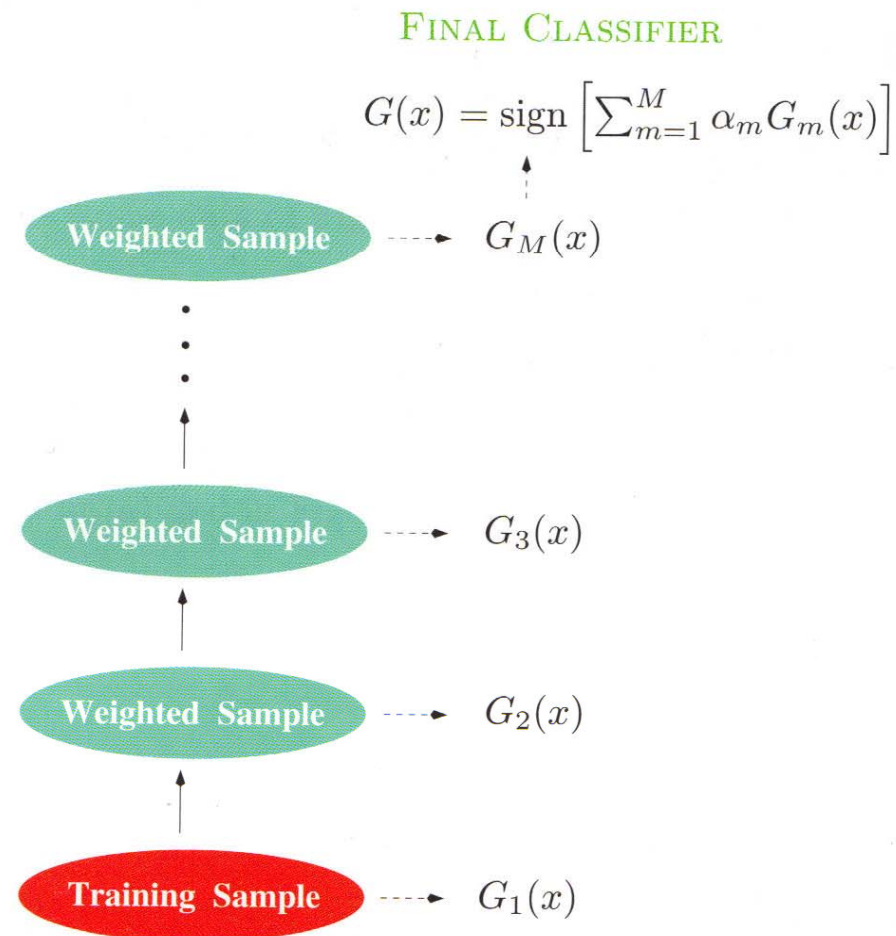 FINAL CLASSIFIER
G(x) = sign [∑_{m=1}^{M} α_m G_m(x)]
Weighted Sample G_M(x)
Weighted Sample G_3(x)
Weighted Sample G_2(x)
Training Sample G_1(x)